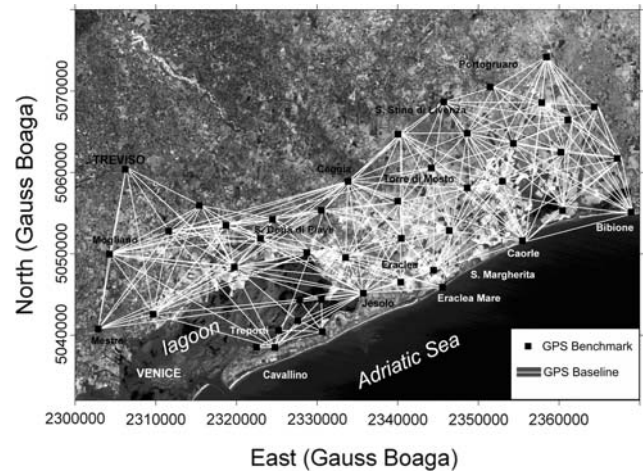 Portogruaro
5070000
S. Stino di Livenza
TREVISO
Ceggia
5060000
Torre di Mosto
North (Gauss Boaga)
S. Donà di Piave
Bibione
Mogliano
Eraclea
Caorle
5050000
S. Margherita
Jesolo
Eraclea Mare
lagoon
Treporti
5040000
Mestre
GPS Benchmark
Adriatic Sea
VENICE
Cavallino
GPS Baseline
2300000 2310000 2320000 2330000 2340000 2350000 2360000
East (Gauss Boaga)